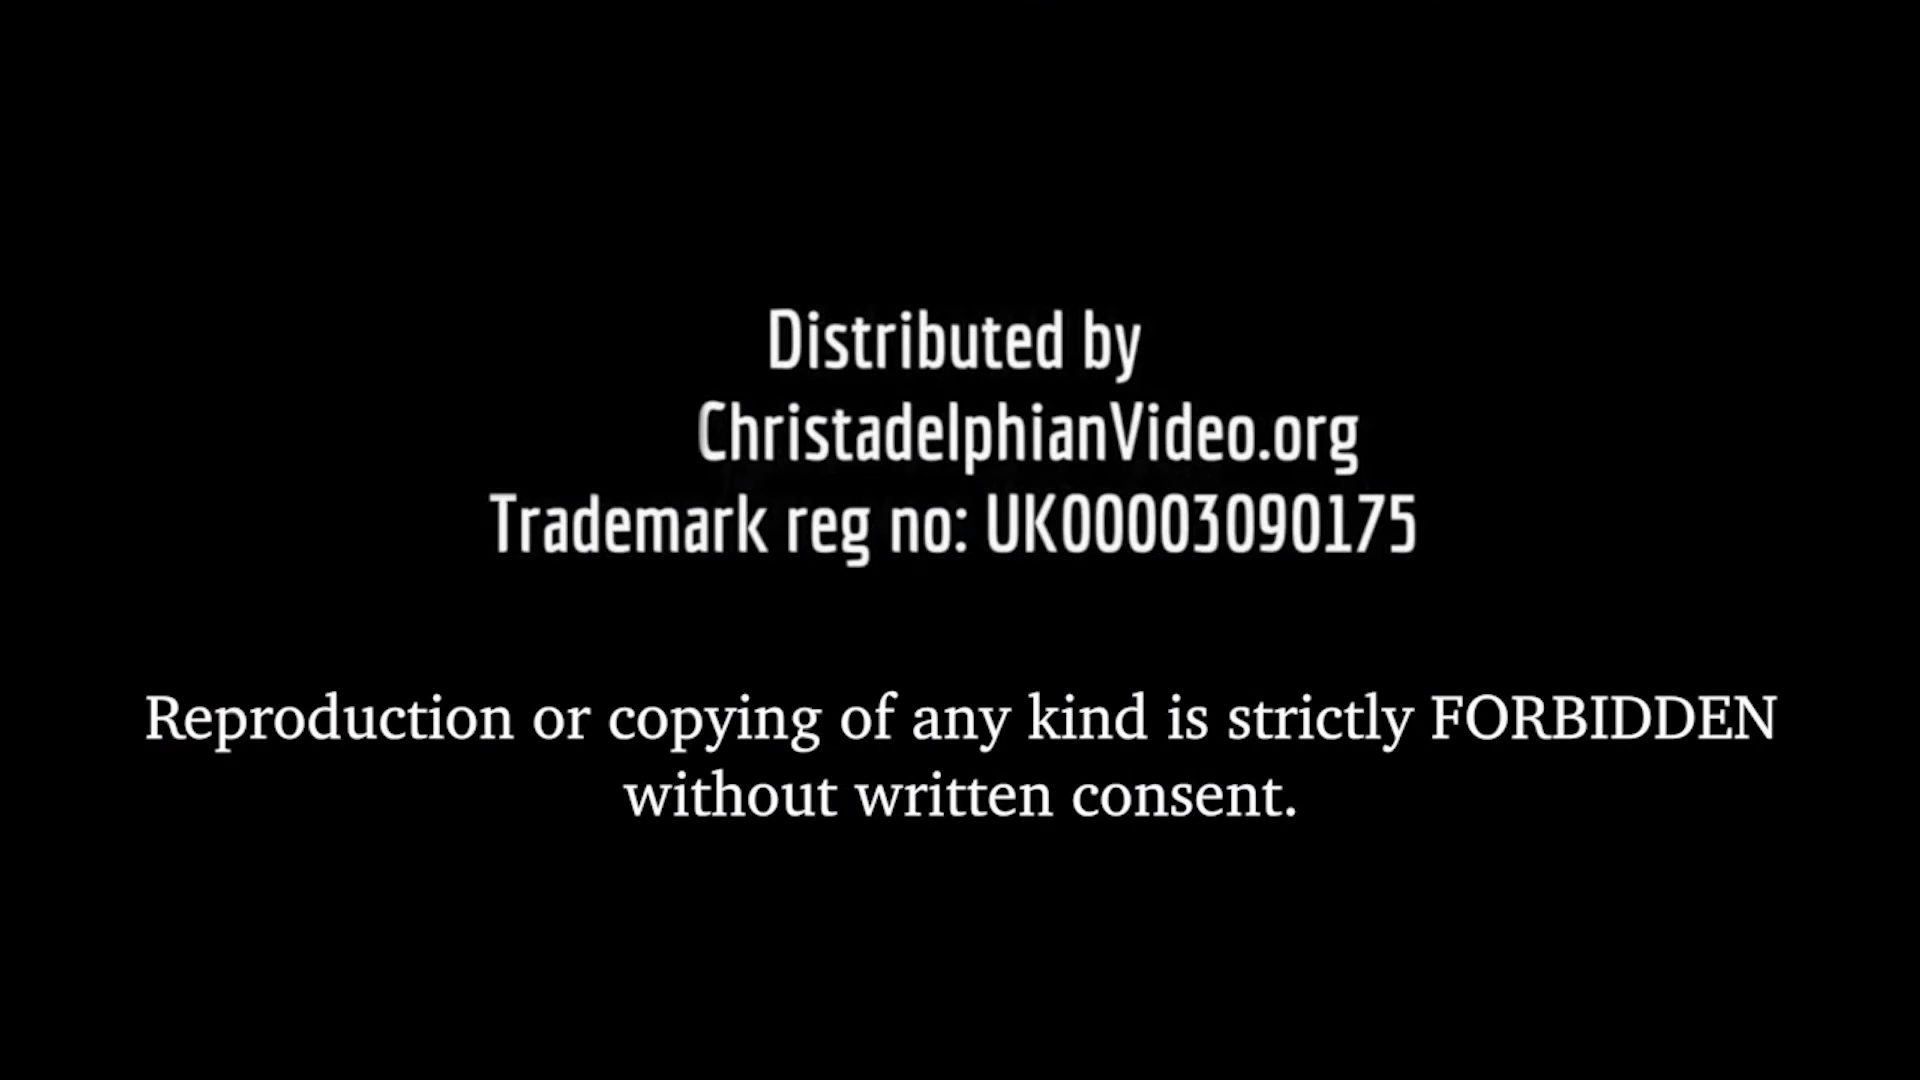 Distributed by
ChristadelphianVideo.org
Trademark reg no: UK00003090175
Reproduction or copying of any kind is strictly FORBIDDEN
without written consent.